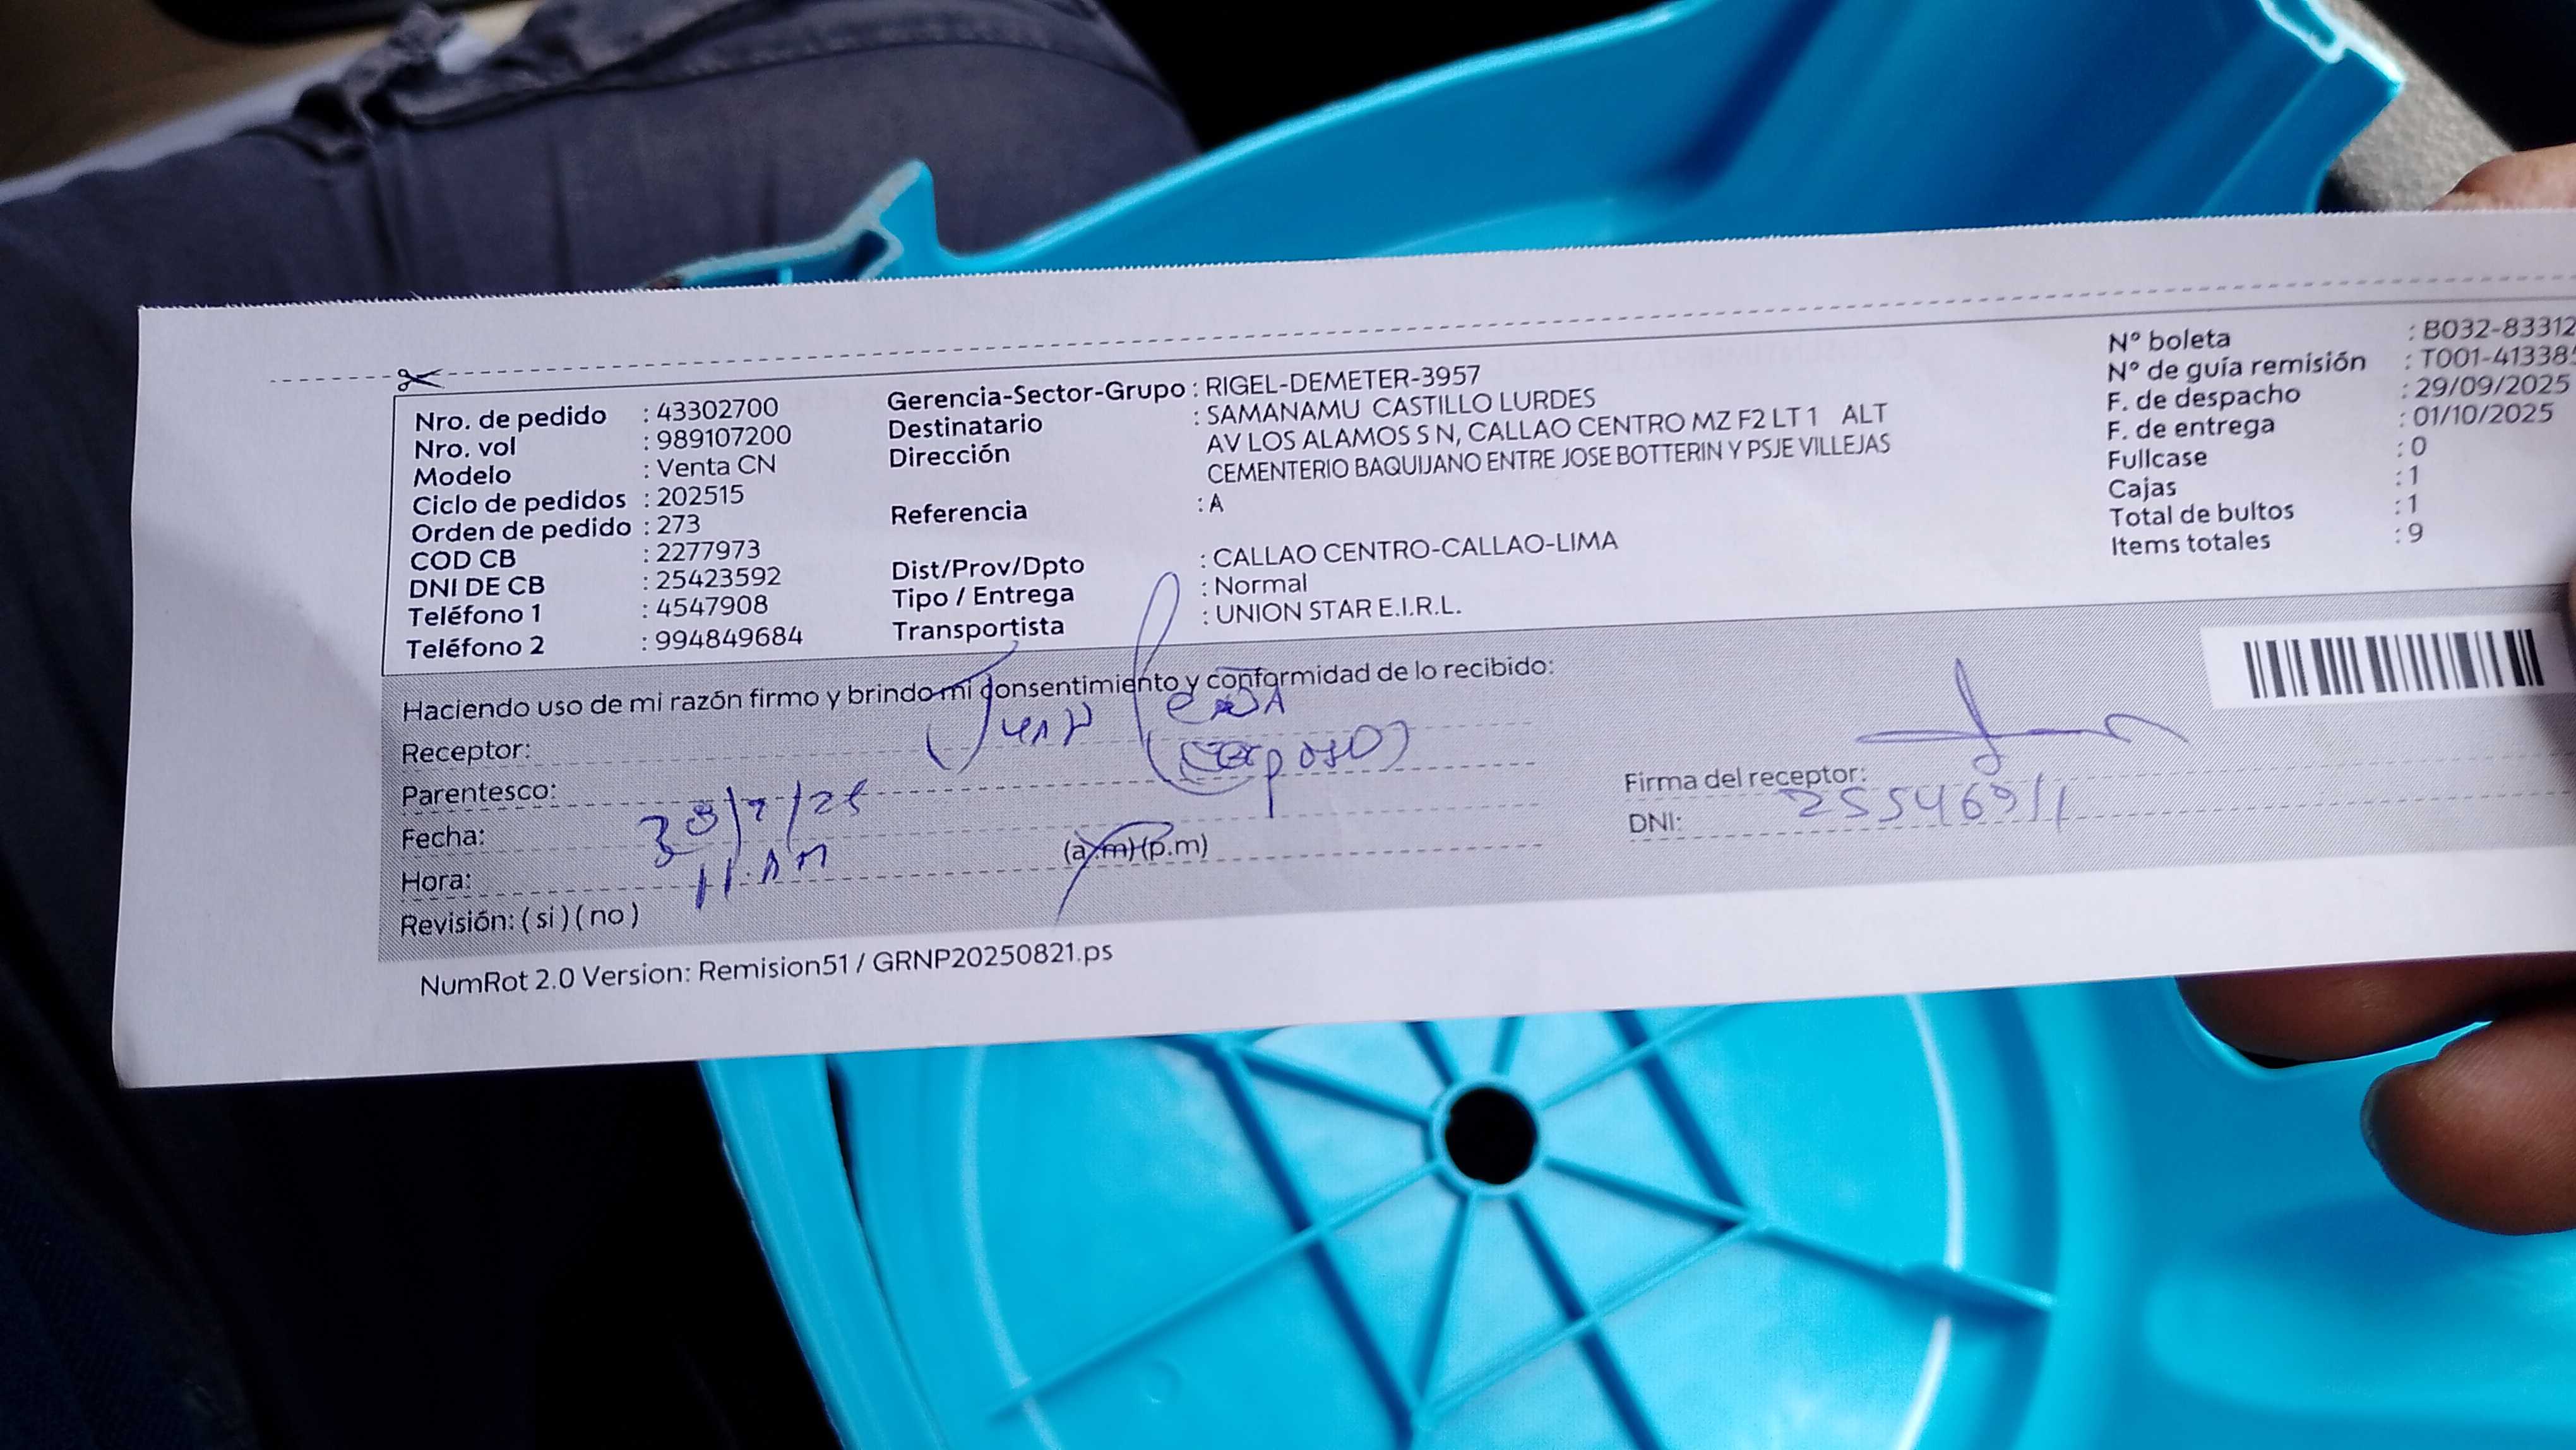 Nro. de pedido : 43302700
Nro. vol : 989107200
Modelo : Venta CN
Ciclo de pedidos : 202515
Orden de pedido : 273
COD CB : 2277973
DNI DE CB : 25423592
Teléfono 1 : 4547908
Teléfono 2 : 994849684
Gerencia-Sector-Grupo : RIGEL-DEMETER-3957
Destinatario : SAMANAMU CASTILLO LURDES
Dirección AV LOS ALAMOS S N, CALLAO CENTRO MZ F2 LT 1 ALT
CEMENTERIO BAQUIJANO ENTRE JOSE BOTTERIN Y PSJE VILLEJAS
Referencia : A
Dist/Prov/Dpto : CALLAO CENTRO-CALLAO-LIMA
Tipo / Entrega : Normal
Transportista : UNION STAR E.I.R.L.
N° boleta : B032-83312
N° de guía remisión : T001-41338
F. de despacho : 29/09/2025
F. de entrega : 01/10/2025
Fullcase : 0
Cajas : 1
Total de bultos : 1
Items totales : 9
Haciendo uso de mi razón firmo y brindo mi consentimiento y conformidad de lo recibido:
Receptor: Juan
Parentesco: (esposo)
Fecha:
Hora: 11:AM (a.m)(p.m)
Revisión: ( si ) ( no )
Firma del receptor:
DNI: 25546911
NumRot 2.0 Version: Remision51 / GRNP20250821.ps